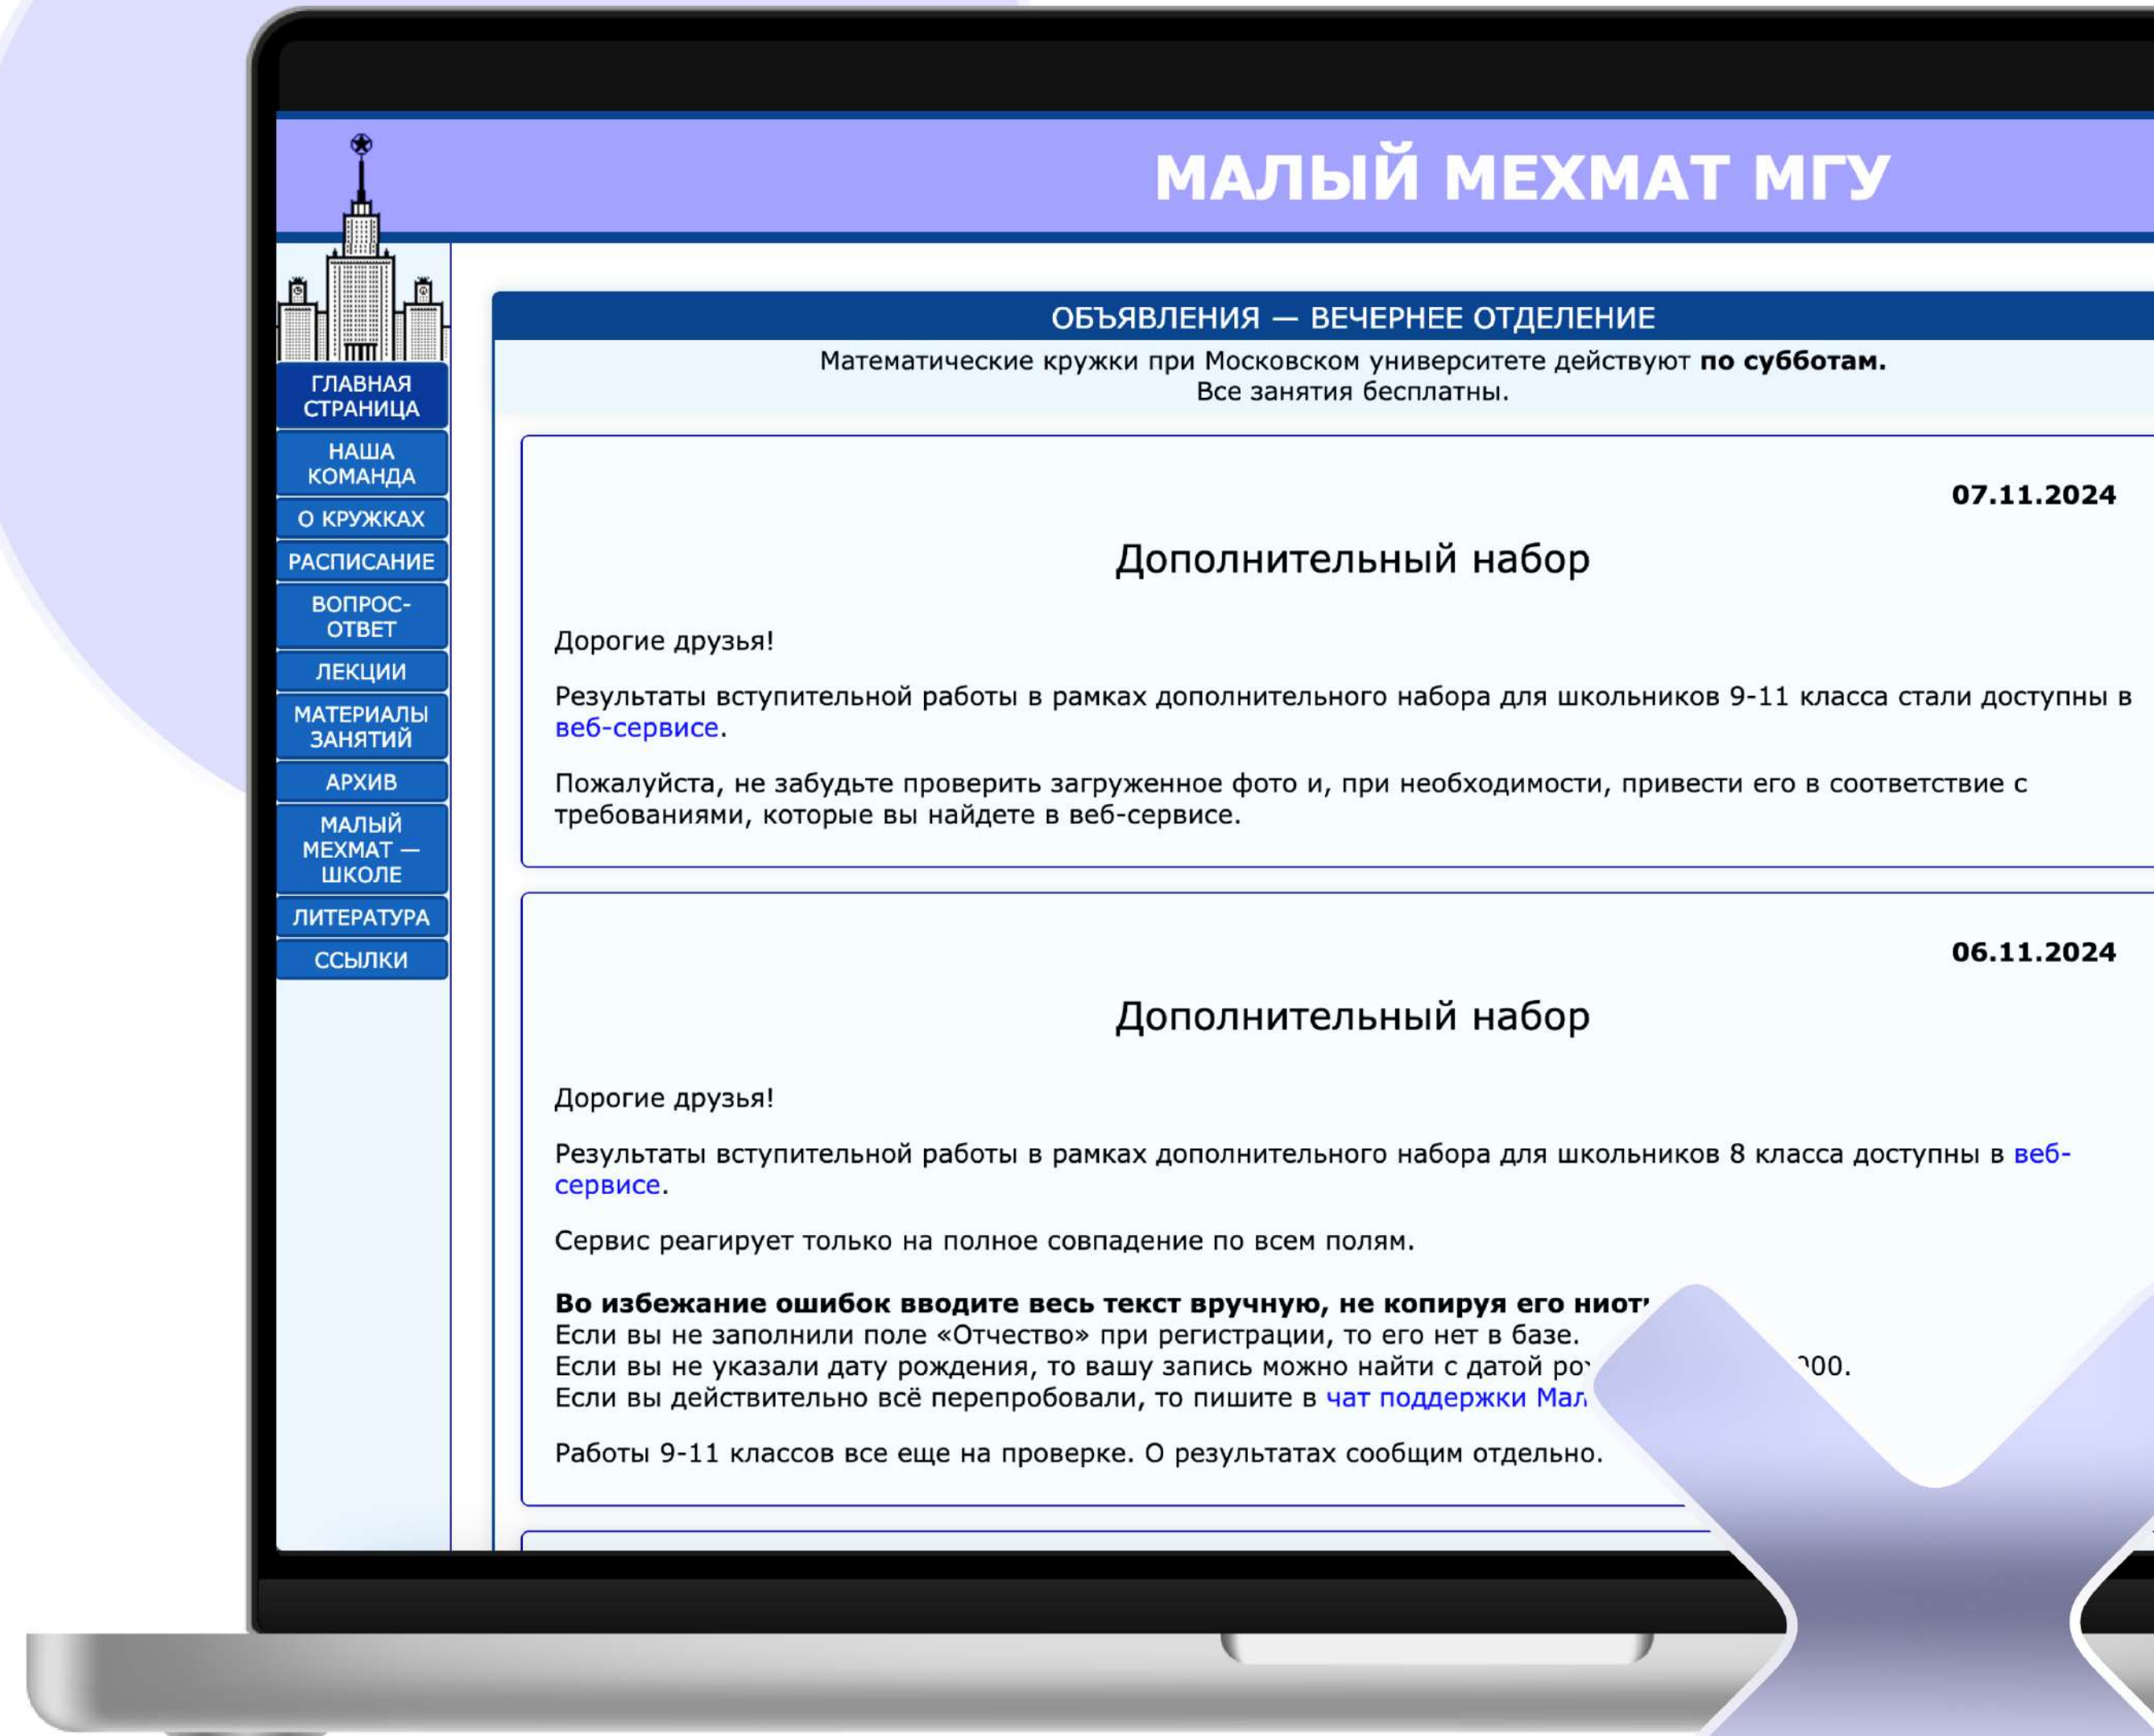 МАЛЫЙ МЕХМАТ МГУ
ГЛАВНАЯ
СТРАНИЦА
НАША
КОМАНДА
О КРУЖКАХ
РАСПИСАНИЕ
ВОПРОС-
ОТВЕТ
ЛЕКЦИИ
МАТЕРИАЛЫ
ЗАНЯТИЙ
АРХИВ
МАЛЫЙ
МЕХМАТ —
ШКОЛЕ
ЛИТЕРАТУРА
ССЫЛКИ
ОБЪЯВЛЕНИЯ — ВЕЧЕРНЕЕ ОТДЕЛЕНИЕ
Математические кружки при Московском университете действуют по субботам.
Все занятия бесплатны.
07.11.2024
Дополнительный набор
Дорогие друзья!
Результаты вступительной работы в рамках дополнительного набора для школьников 9-11 класса стали доступны в
веб-сервисе.
Пожалуйста, не забудьте проверить загруженное фото и, при необходимости, привести его в соответствие с
требованиями, которые вы найдете в веб-сервисе.
06.11.2024
Дополнительный набор
Дорогие друзья!
Результаты вступительной работы в рамках дополнительного набора для школьников 8 класса доступны в веб-
сервисе.
Сервис реагирует только на полное совпадение по всем полям.
Во избежание ошибок вводите весь текст вручную, не копируя его
Если вы не заполнили поле «Отчество» при регистрации, то его нет в базе.
Если вы не указали дату рождения, то вашу запись можно найти с датой
Если вы действительно всё перепробовали, то пишите в чат поддержки
Работы 9-11 классов все еще на проверке. О результатах сообщим отдельно.